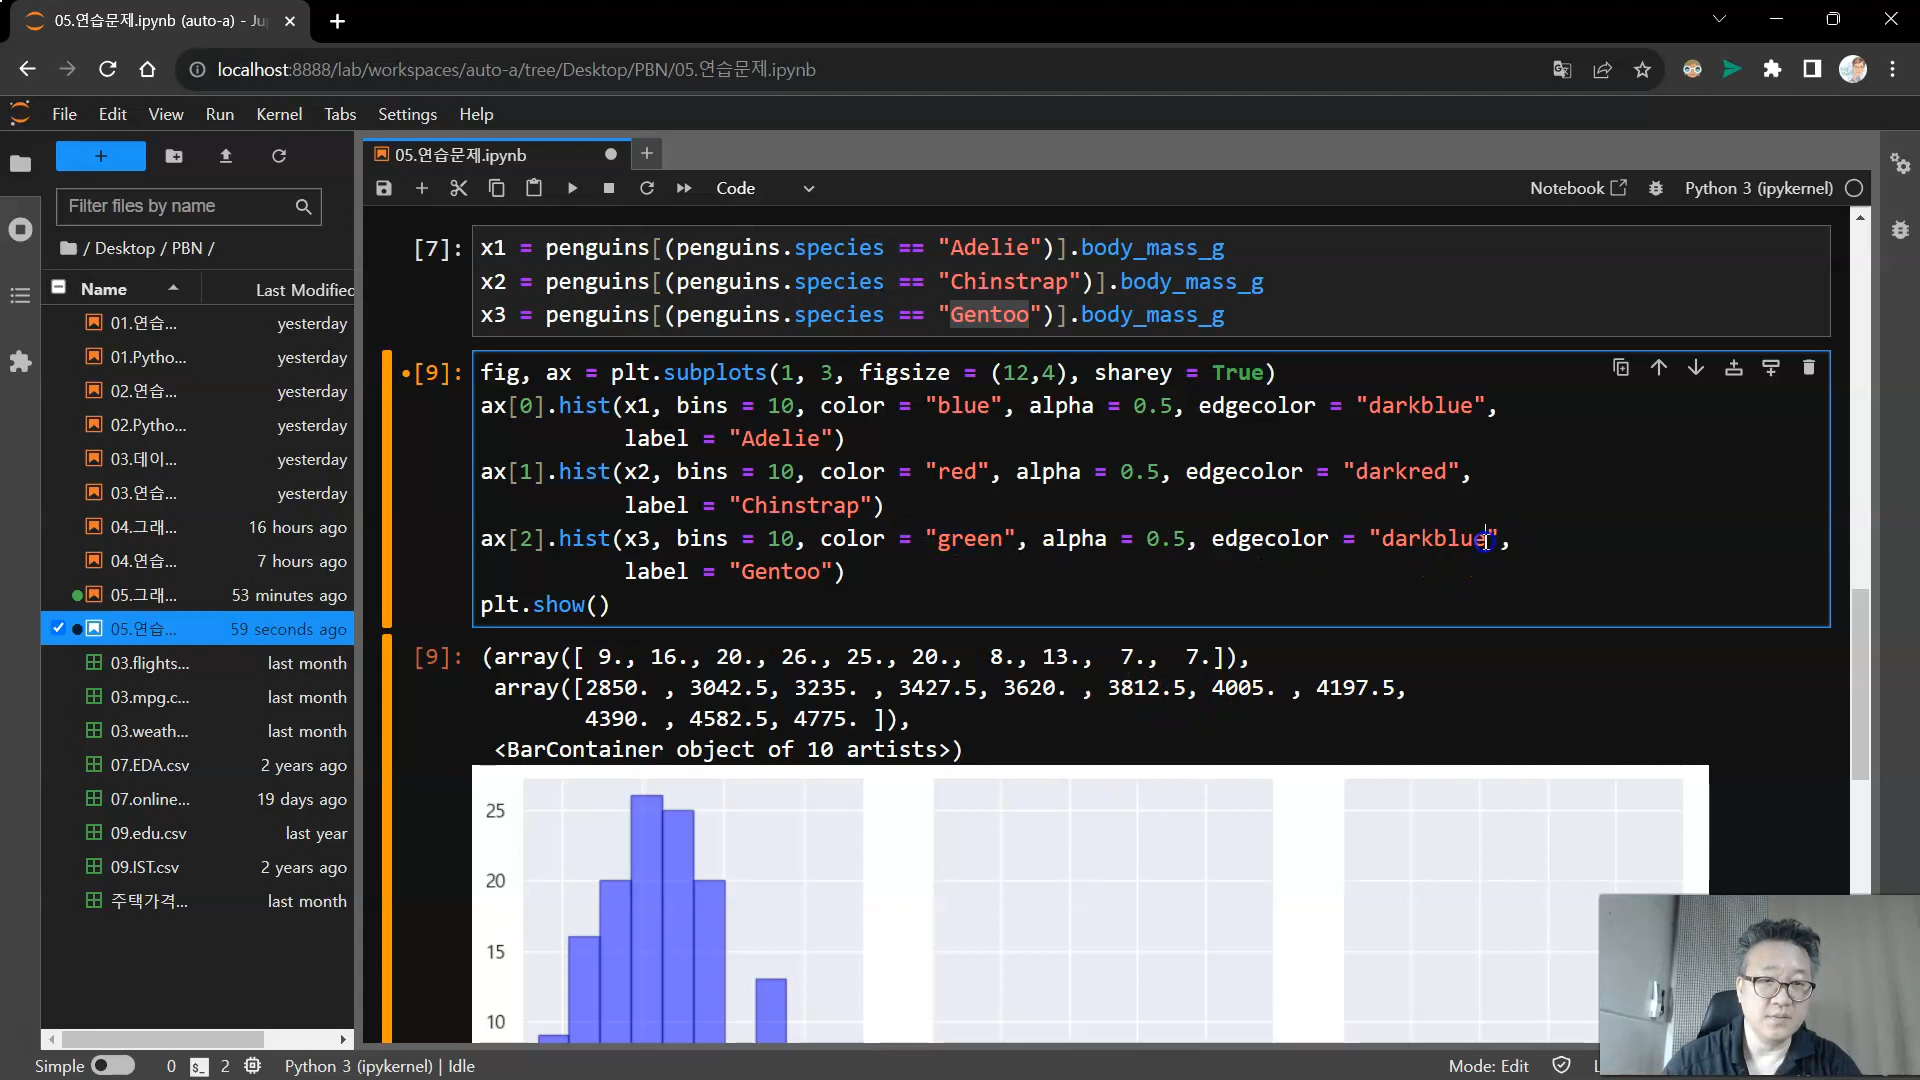 05.연습문제.ipynb (auto-a) - Ju
localhost:8888/lab/workspaces/auto-a/tree/Desktop/PBN/05.연습문제.ipynb
File Edit View Run Kernel Tabs Settings Help
Filter files by name
/ Desktop / PBN /
Name Last Modified
01.연습... yesterday
01.Pytho... yesterday
02.연습... yesterday
02.Pytho... yesterday
03.데이... yesterday
03.연습... yesterday
04.그래... 16 hours ago
04.연습... 7 hours ago
05.그래... 53 minutes ago
05.연습... 59 seconds ago
03.flights... last month
03.mpg.c... last month
03.weath... last month
07.EDA.csv 2 years ago
07.online... 19 days ago
09.edu.csv last year
09.IST.csv 2 years ago
주택가격... last month
05.연습문제.ipynb
Code
Notebook
Python 3 (ipykernel)
[7]: x1 = penguins[(penguins.species == "Adelie")].body_mass_g
x2 = penguins[(penguins.species == "Chinstrap")].body_mass_g
x3 = penguins[(penguins.species == "Gentoo")].body_mass_g
•[9]: fig, ax = plt.subplots(1, 3, figsize = (12,4), sharey = True)
ax[0].hist(x1, bins = 10, color = "blue", alpha = 0.5, edgecolor = "darkblue",
label = "Adelie")
ax[1].hist(x2, bins = 10, color = "red", alpha = 0.5, edgecolor = "darkred",
label = "Chinstrap")
ax[2].hist(x3, bins = 10, color = "green", alpha = 0.5, edgecolor = "darkblue",
label = "Gentoo")
plt.show()
[9]: (array([ 9., 16., 20., 26., 25., 20., 8., 13., 7., 7.]),
array([2850. , 3042.5, 3235. , 3427.5, 3620. , 3812.5, 4005. , 4197.5,
4390. , 4582.5, 4775. ]),
<BarContainer object of 10 artists>)
25
20
15
10
Simple 0 2 Python 3 (ipykernel) | Idle
Mode: Edit